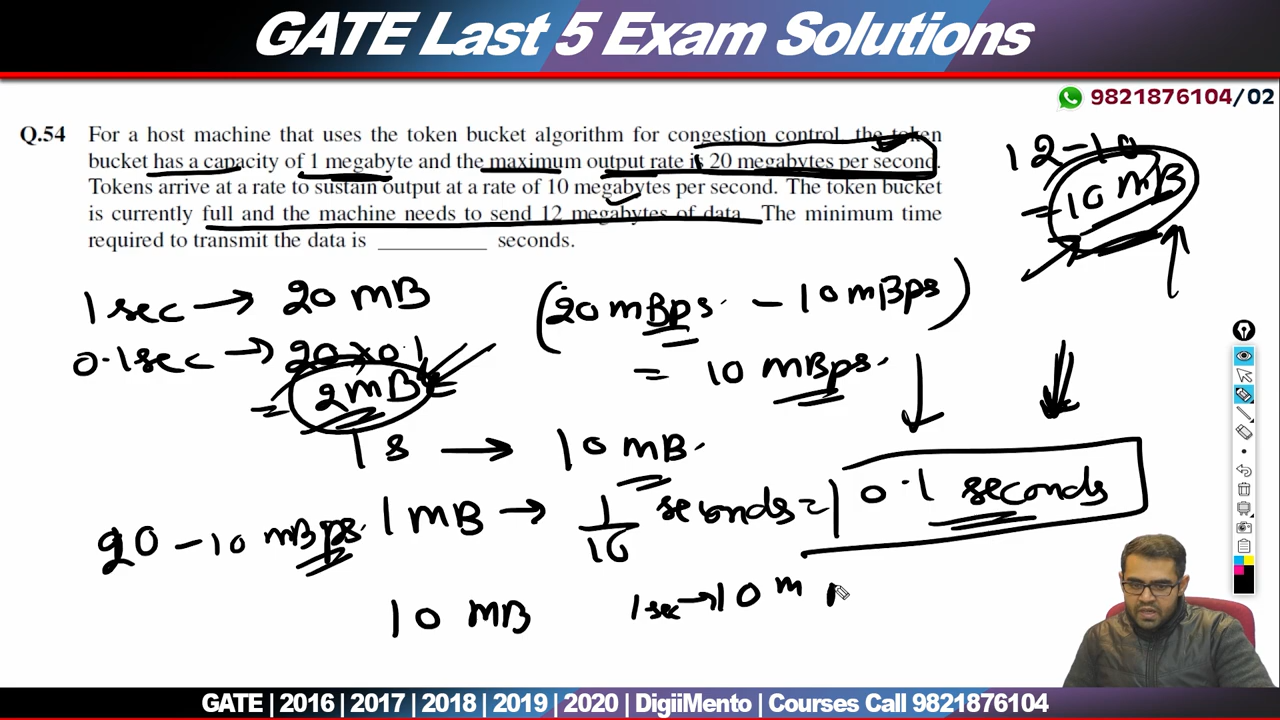 GATE Last 5 Exam Solutions
9821876104/02
Q.54 For a host machine that uses the token bucket algorithm for congestion control, the token
bucket has a capacity of 1 megabyte and the maximum output rate is 20 megabytes per second.
Tokens arrive at a rate to sustain output at a rate of 10 megabytes per second. The token bucket
is currently full and the machine needs to send 12 megabytes of data. The minimum time
required to transmit the data is __________ seconds.
12-10
= 10 mB
1 sec → 20 mB
(20 mBps - 10 mBps)
0.1 sec → 20 x 0.1
= 2 mB
= 10 mBps.
1 s → 10 mB.
1 mB → 1/10 seconds = 0.1 seconds
20 - 10 mBps.
10 MB
1 sec → 10 m
GATE | 2016 | 2017 | 2018 | 2019 | 2020 | DigiiMento | Courses Call 9821876104